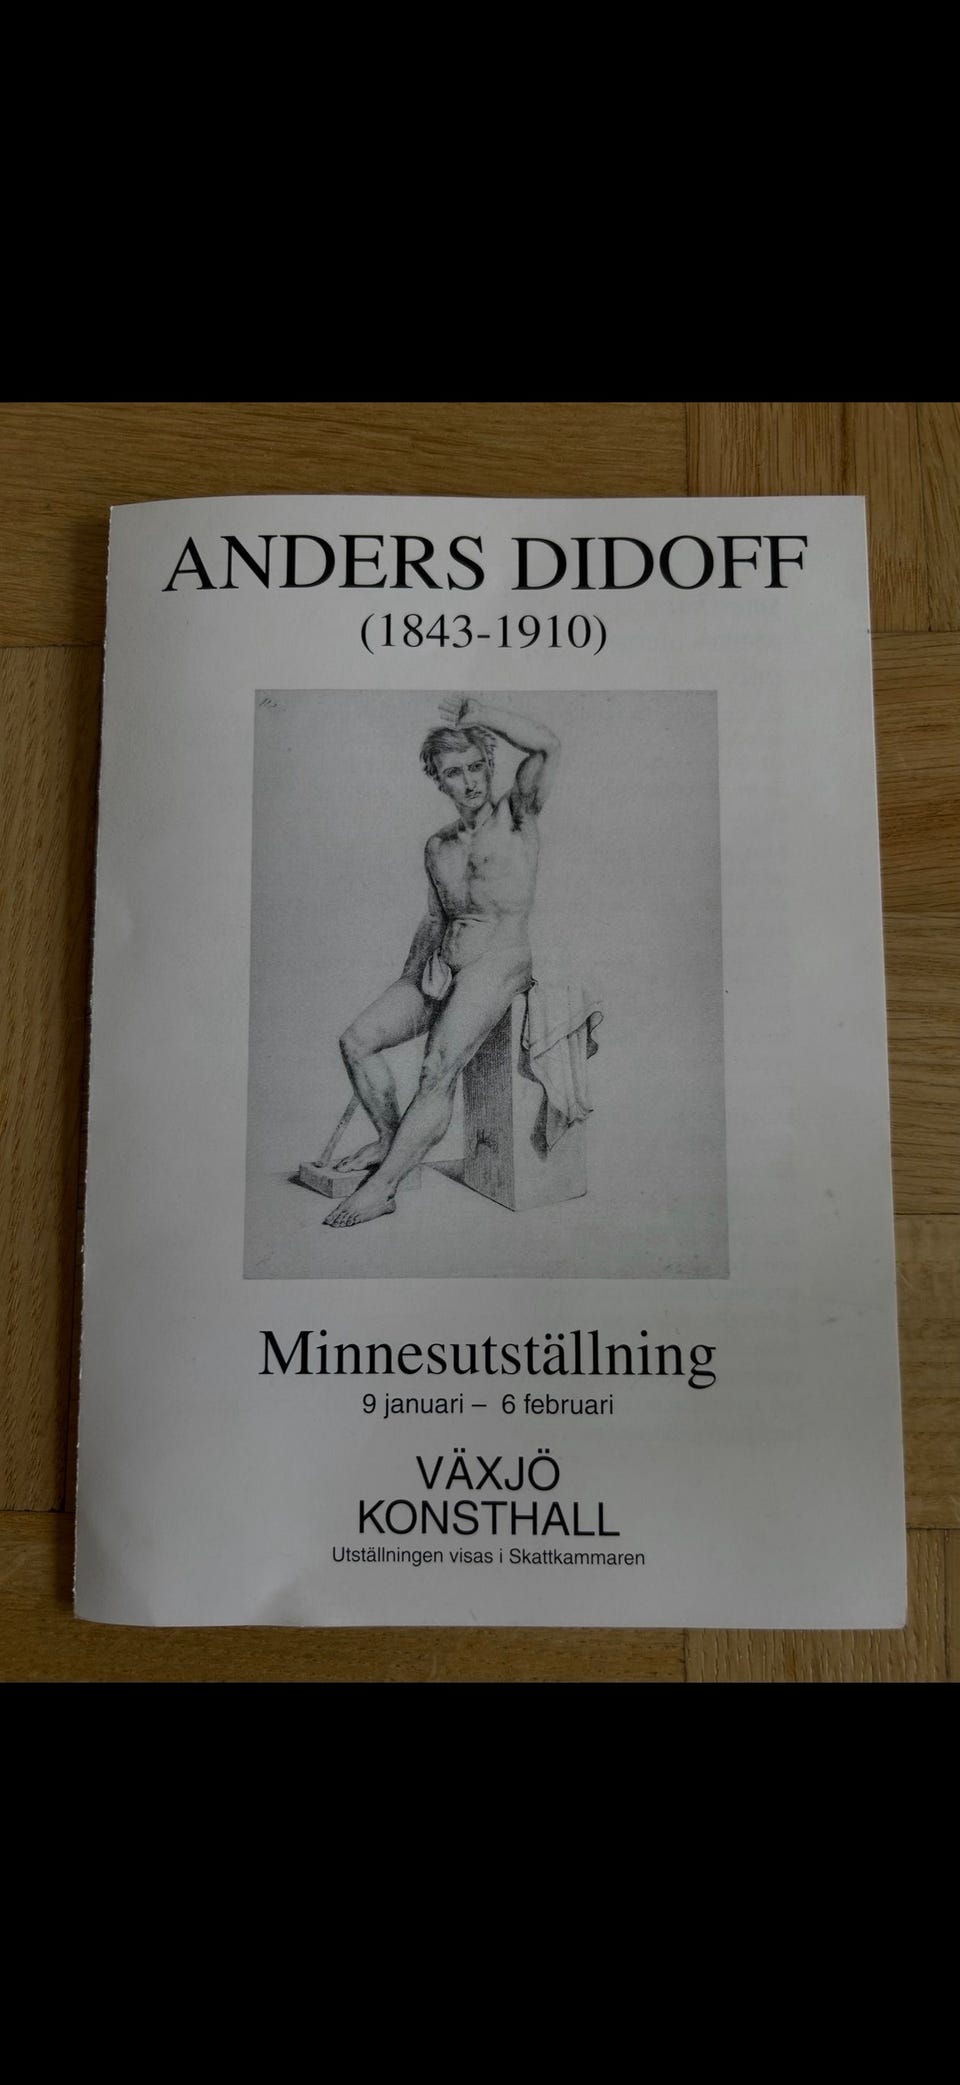 ANDERS DIDOFF
(1843-1910)
Minnesutställning
9 januari – 6 februari
VÄXJÖ
KONSTHALL
Utställningen visas i Skattkammaren